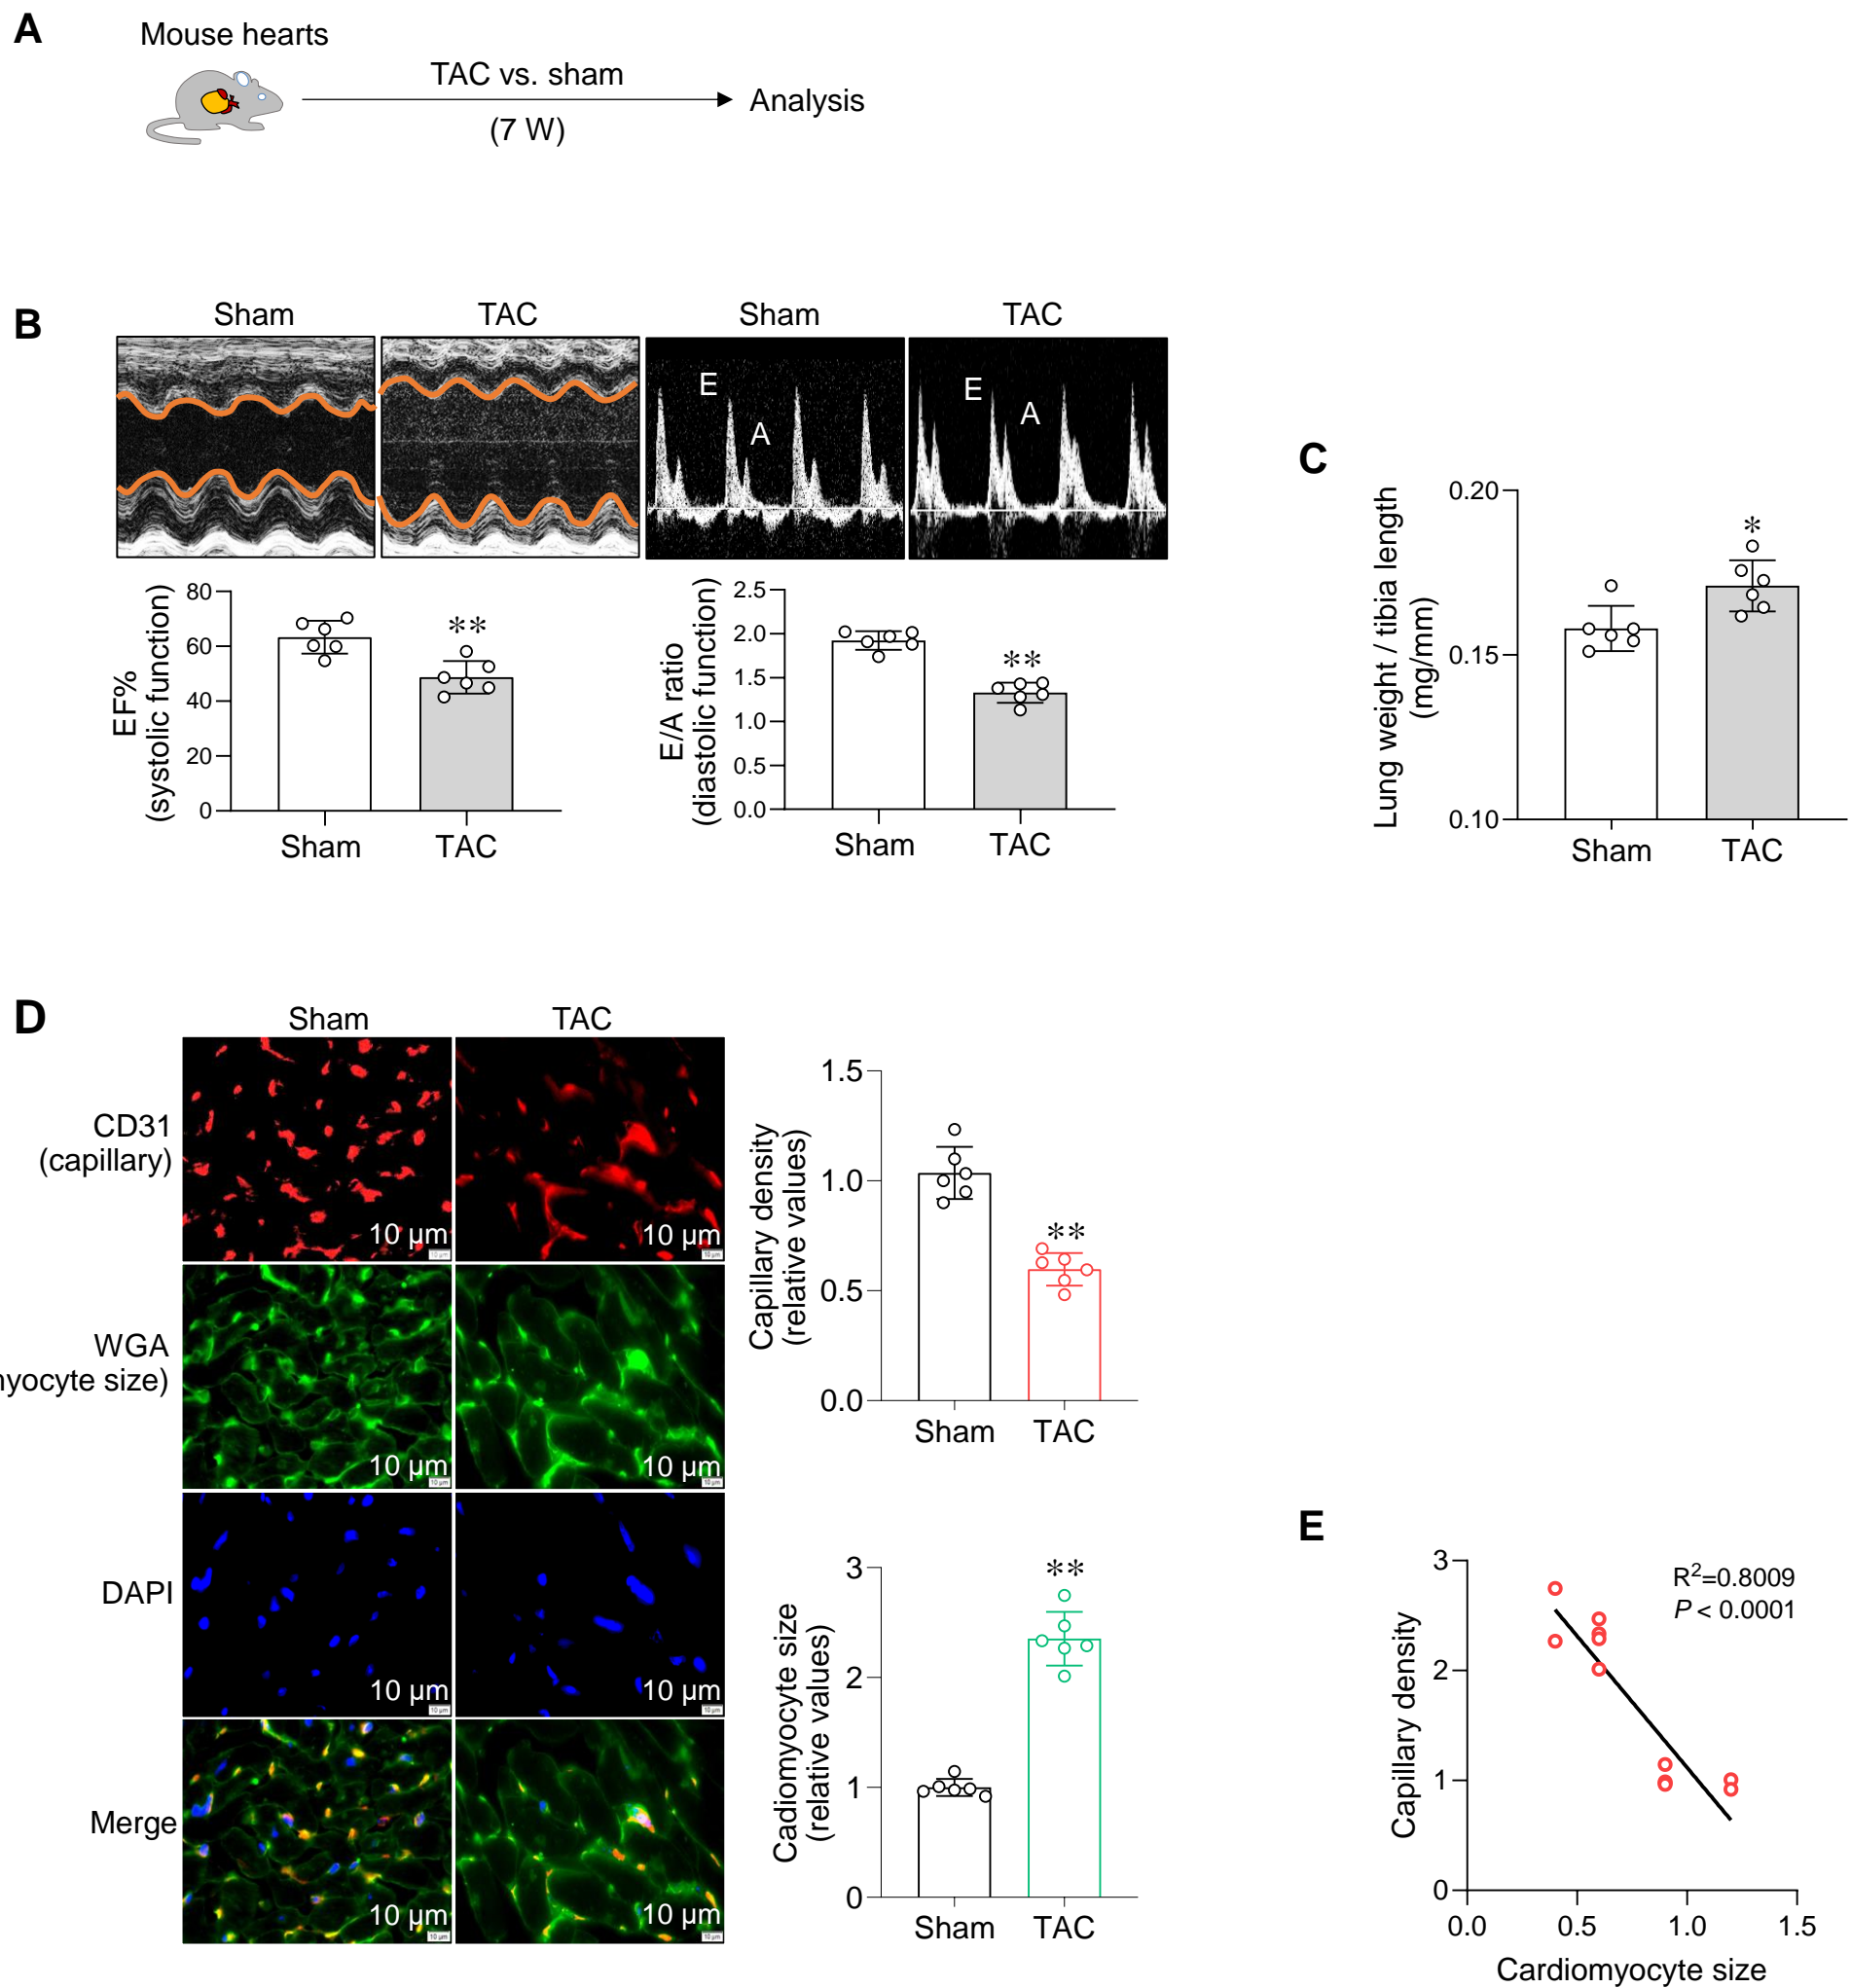 A
Mouse hearts
TAC vs. sham
(7 W)
Analysis
B
Sham
TAC
Sham
TAC
E
A
E
A
EF%
(systolic function)
80
60
40
20
0
Sham
TAC
**
E/A ratio
(diastolic function)
2.5
2.0
1.5
1.0
0.5
0.0
Sham
TAC
**
C
Lung weight / tibia length
(mg/mm)
0.20
0.15
0.10
Sham
TAC
*
D
Sham
TAC
CD31
(capillary)
10 µm
10 µm
WGA
yocyte size)
10 µm
10 µm
DAPI
10 µm
10 µm
Merge
10 µm
10 µm
Capillary density
(relative values)
1.5
1.0
0.5
0.0
Sham
TAC
**
Cadiomyocyte size
(relative values)
3
2
1
0
Sham
TAC
**
E
Capillary density
3
2
1
0
R²=0.8009
P < 0.0001
0.0
0.5
1.0
1.5
Cardiomyocyte size